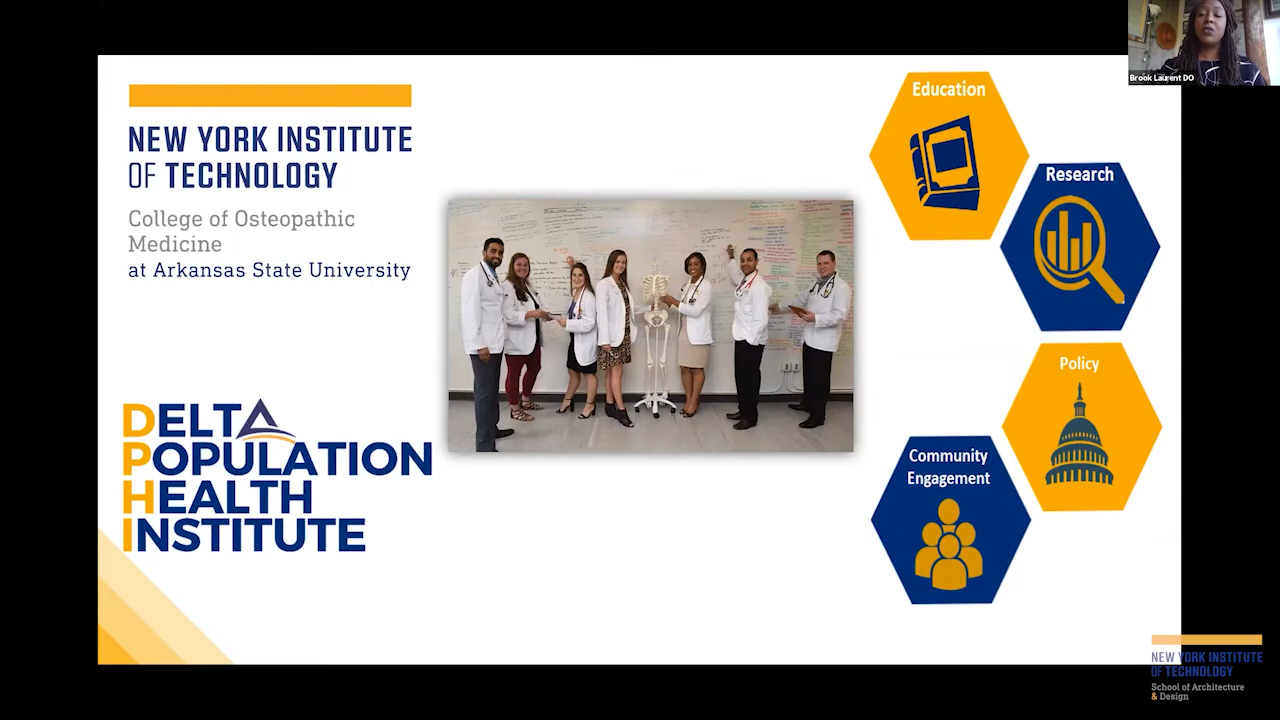 NEW YORK INSTITUTE
OF TECHNOLOGY
College of Osteopathic
Medicine
at Arkansas State University
DELTA
POPULATION
HEALTH
INSTITUTE
Education
Research
Policy
Community
Engagement
Brook Laurent DO
NEW YORK INSTITUTE
OF TECHNOLOGY
School of Architecture
& Design